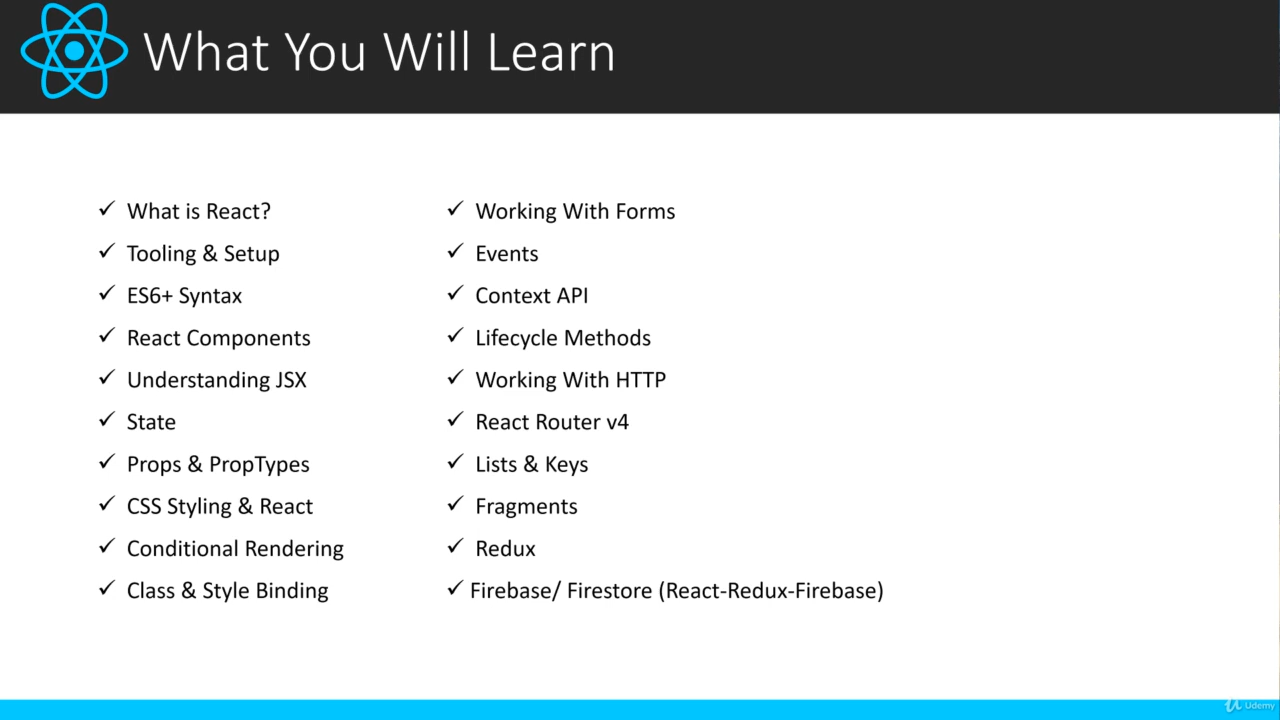 What You Will Learn
✓ What is React?
✓ Tooling & Setup
✓ ES6+ Syntax
✓ React Components
✓ Understanding JSX
✓ State
✓ Props & PropTypes
✓ CSS Styling & React
✓ Conditional Rendering
✓ Class & Style Binding
✓ Working With Forms
✓ Events
✓ Context API
✓ Lifecycle Methods
✓ Working With HTTP
✓ React Router v4
✓ Lists & Keys
✓ Fragments
✓ Redux
✓ Firebase/ Firestore (React-Redux-Firebase)
Udemy